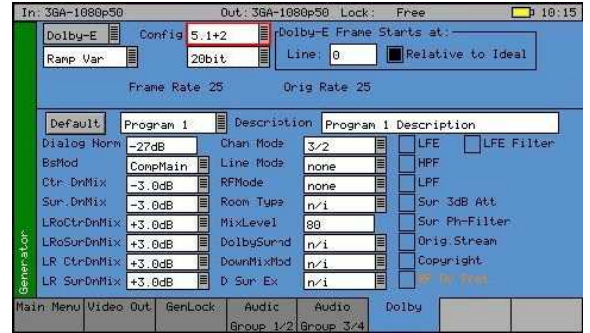 In: 3GA-1080p50 Out: 3GA-1080p50 Lock: Free 10:15
Dolby-E Config 5.1+2 Dolby-E Frame Starts at:
Ramp Var 20bit Line: 0 Relative to Ideal
Frame Rate 25 Orig Rate 25
Default Program 1 Description Program 1 Description
Dialog Norm -27dB Chan Mode 3/2 LFE LFE Filter
BsMod CompMain Line Mode none HPF
Ctr DnMix -3.0dB RFMode none LPF
Sur.DnMix -3.0dB Room Type n/i Sur 3dB Att
LRoCtrDnMix +3.0dB MixLevel 80 Sur Ph-Filter
LRoSurDnMix +3.0dB DolbySurnd n/i Orig.Stream
LR CtrDnMix +3.0dB DownMixMod n/i Copyright
LR SurDnMix +3.0dB D Sur Ex n/i
Generator
Main Menu Video Out GenLock Audio Group 1/2 Audio Group 3/4 Dolby